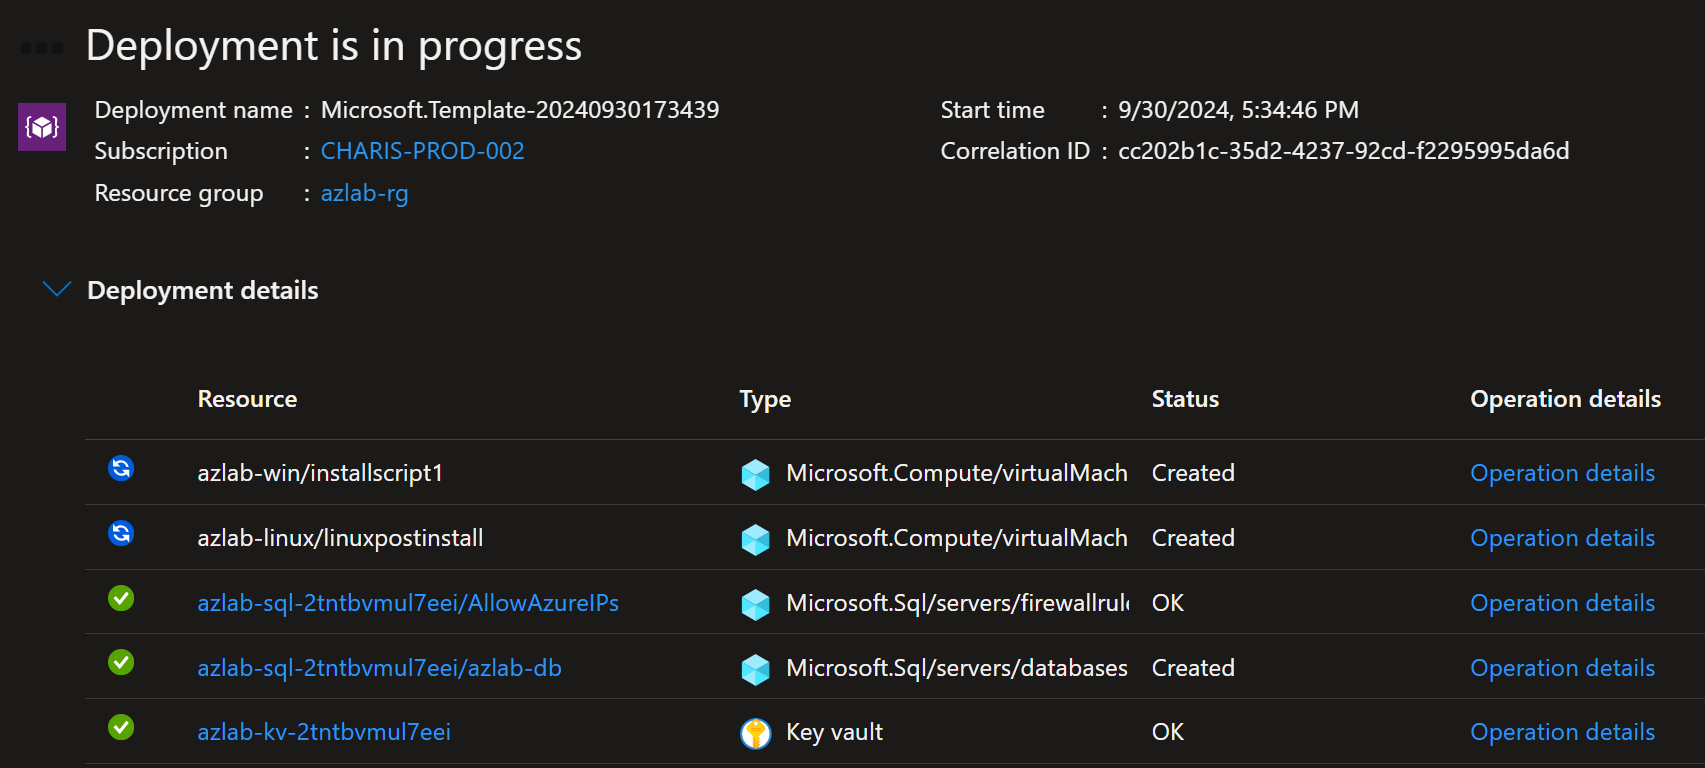 Deployment is in progress
Deployment name : Microsoft.Template-20240930173439
Start time : 9/30/2024, 5:34:46 PM
Subscription : CHARIS-PROD-002
Correlation ID : cc202b1c-35d2-4237-92cd-f2295995da6d
Resource group : azlab-rg
Deployment details
Resource Type Status Operation details
azlab-win/installscript1 Microsoft.Compute/virtualMach Created Operation details
azlab-linux/linuxpostinstall Microsoft.Compute/virtualMach Created Operation details
azlab-sql-2tntbvmul7eei/AllowAzureIPs Microsoft.Sql/servers/firewallrule OK Operation details
azlab-sql-2tntbvmul7eei/azlab-db Microsoft.Sql/servers/databases Created Operation details
azlab-kv-2tntbvmul7eei Key vault OK Operation details